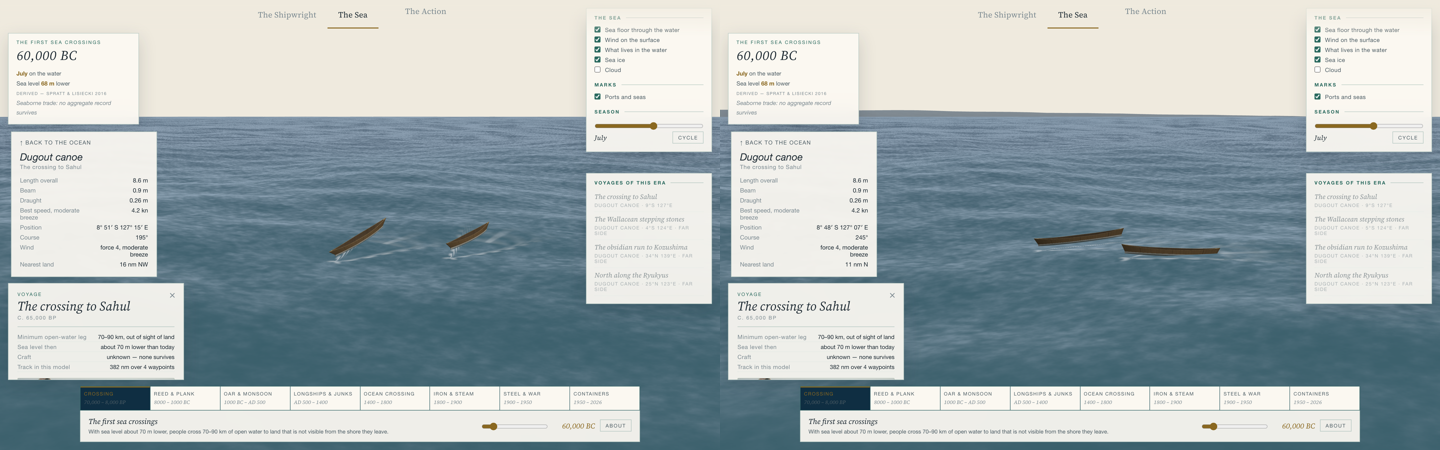 The Shipwright
The Sea
The Action
THE FIRST SEA CROSSINGS
60,000 BC
July on the water
Sea level 68 m lower
DERIVED — SPRATT & LISIECKI 2016
Seaborne trade: no aggregate record
survives
↑ BACK TO THE OCEAN
Dugout canoe
The crossing to Sahul
Length overall 8.6 m
Beam 0.9 m
Draught 0.26 m
Best speed, moderate breeze 4.2 kn
Position 8° 51′ S 127° 15′ E
Course 195°
Wind force 4, moderate breeze
Nearest land 16 nm NW
VOYAGE
×
The crossing to Sahul
C. 65,000 BP
Minimum open-water leg 70–90 km, out of sight of land
Sea level then about 70 m lower than today
Craft unknown — none survives
Track in this model 382 nm over 4 waypoints
THE SEA
Sea floor through the water
Wind on the surface
What lives in the water
Sea ice
Cloud
MARKS
Ports and seas
SEASON
July
CYCLE
VOYAGES OF THIS ERA
The crossing to Sahul
DUGOUT CANOE · 9°S 127°E
The Wallacean stepping stones
The obsidian run to Kozushima
North along the Ryukyus
CROSSING
REED & PLANK
6000 – 1000 BC
OAR & MONSOON
1000 BC – AD 500
LONGSHIPS & JUNKS
AD 500 – 1400
OCEAN CROSSING
1400 – 1800
IRON & STEAM
1800 – 1900
STEEL & WAR
1900 – 1950
CONTAINERS
1950 – 2026
The first sea crossings
With sea level about 70 m lower, people cross 70–90 km of open water to land that is not visible from the shore they leave.
60,000 BC
ABOUT
The Shipwright
The Sea
The Action
THE FIRST SEA CROSSINGS
60,000 BC
July on the water
Sea level 68 m lower
DERIVED — SPRATT & LISIECKI 2016
Seaborne trade: no aggregate record
survives
↑ BACK TO THE OCEAN
Dugout canoe
The crossing to Sahul
Length overall 8.6 m
Beam 0.9 m
Draught 0.26 m
Best speed, moderate breeze 4.2 kn
Position 8° 48′ S 127° 07′ E
Course 245°
Wind force 4, moderate breeze
Nearest land 11 nm N
VOYAGE
×
The crossing to Sahul
C. 65,000 BP
Minimum open-water leg 70–90 km, out of sight of land
Sea level then about 70 m lower than today
Craft unknown — none survives
Track in this model 382 nm over 4 waypoints
THE SEA
Sea floor through the water
Wind on the surface
What lives in the water
Sea ice
Cloud
MARKS
Ports and seas
SEASON
July
CYCLE
VOYAGES OF THIS ERA
The crossing to Sahul
DUGOUT CANOE · 9°S 127°E
The Wallacean stepping stones
The obsidian run to Kozushima
North along the Ryukyus
CROSSING
REED & PLANK
6000 – 1000 BC
OAR & MONSOON
1000 BC – AD 500
LONGSHIPS & JUNKS
AD 500 – 1400
OCEAN CROSSING
1400 – 1800
IRON & STEAM
1800 – 1900
STEEL & WAR
1900 – 1950
CONTAINERS
1950 – 2026
The first sea crossings
With sea level about 70 m lower, people cross 70–90 km of open water to land that is not visible from the shore they leave.
60,000 BC
ABOUT